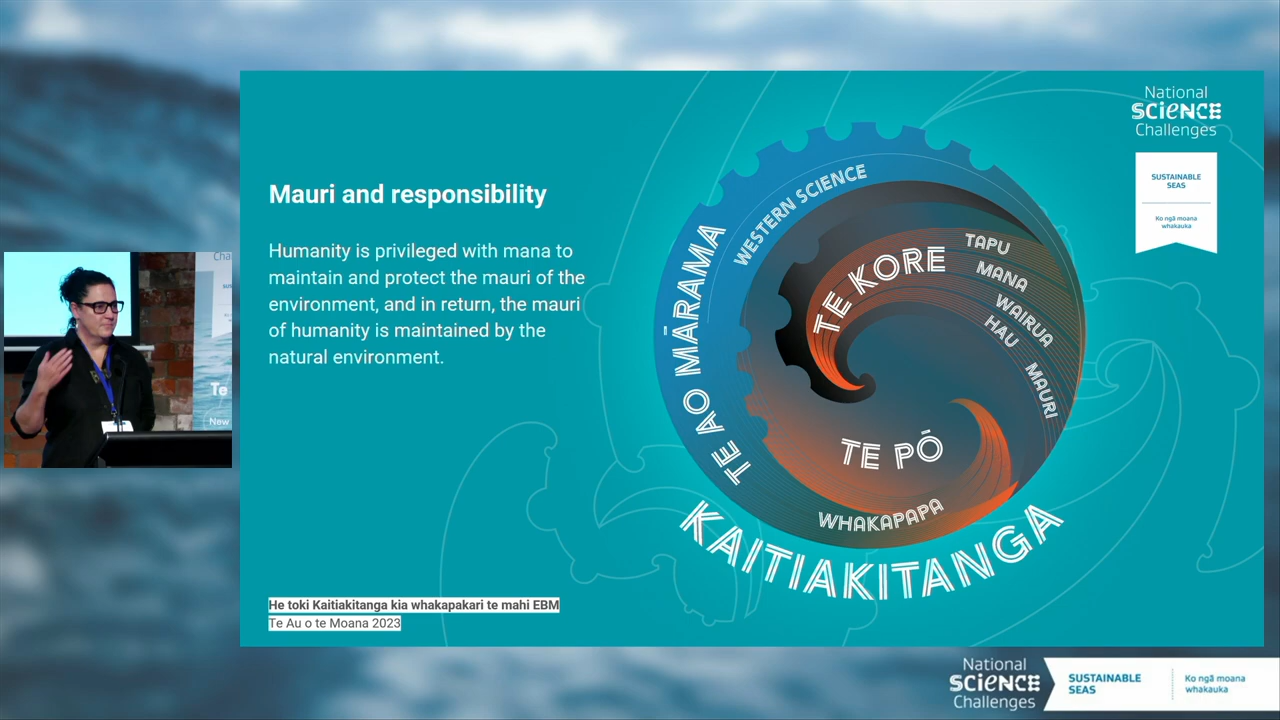 National
SCIENCE
Challenges
SUSTAINABLE
SEAS
Ko ngā moana
whakauka
Mauri and responsibility
Humanity is privileged with mana to
maintain and protect the mauri of the
environment, and in return, the mauri
of humanity is maintained by the
natural environment.
WESTERN SCIENCE
TE AO MĀRAMA
TE KORE
TAPU
MANA
WAIRUA
HAU
MAURI
TE PŌ
WHAKAPAPA
KAITIAKITANGA
He toki Kaitiakitanga kia whakapakari te mahi EBM
Te Au o te Moana 2023
Cha
Te
New
National
SCIENCE
Challenges
SUSTAINABLE
SEAS
Ko ngā moana
whakauka